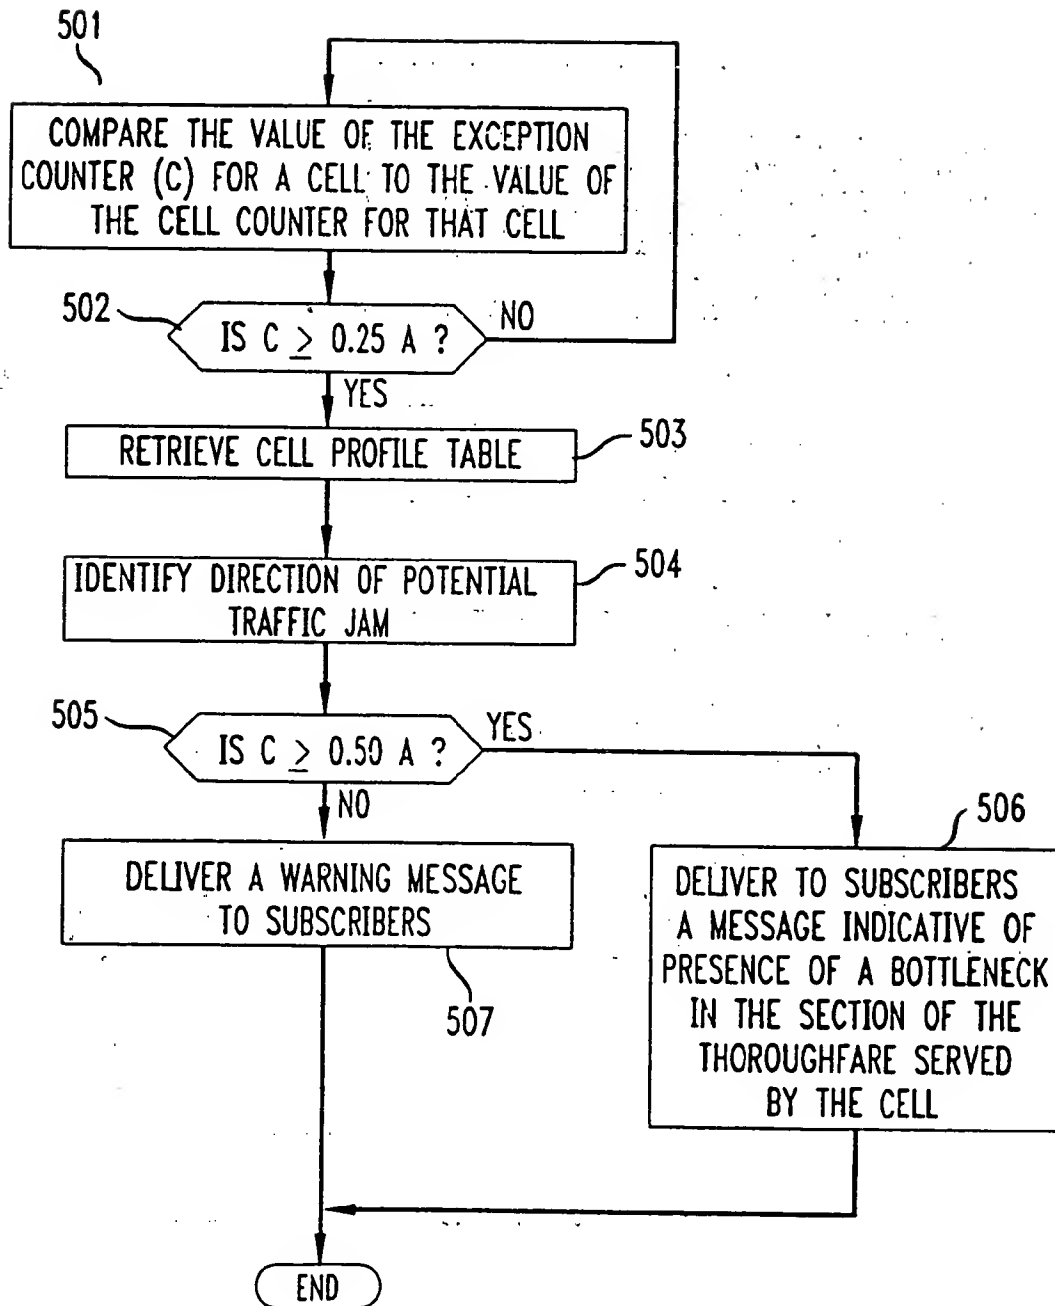 501
COMPARE THE VALUE OF THE EXCEPTION
COUNTER (C) FOR A CELL TO THE VALUE OF
THE CELL COUNTER FOR THAT CELL
502
IS C ≥ 0.25 A ?
NO
YES
RETRIEVE CELL PROFILE TABLE
503
IDENTIFY DIRECTION OF POTENTIAL
TRAFFIC JAM
504
505
IS C ≥ 0.50 A ?
YES
NO
506
DELIVER A WARNING MESSAGE
TO SUBSCRIBERS
507
DELIVER TO SUBSCRIBERS
A MESSAGE INDICATIVE OF
PRESENCE OF A BOTTLENECK
IN THE SECTION OF THE
THOROUGHFARE SERVED
BY THE CELL
END